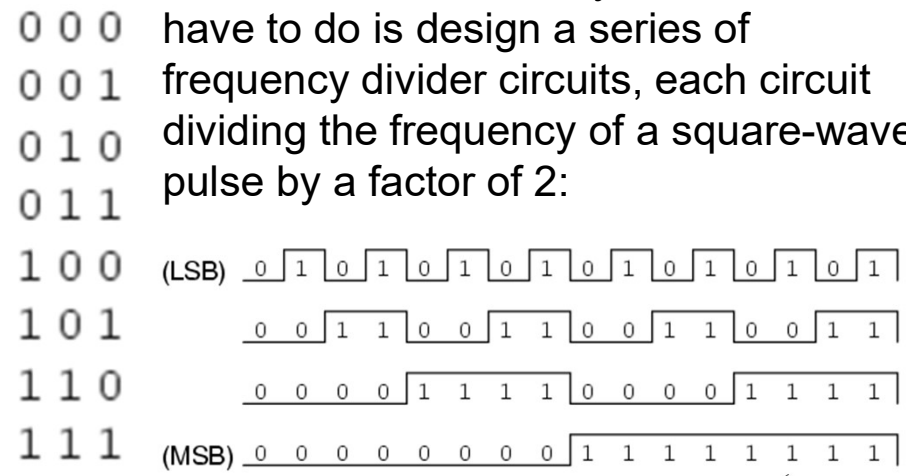 0 0 0
0 0 1
0 1 0
0 1 1
1 0 0
1 0 1
1 1 0
1 1 1
have to do is design a series of
frequency divider circuits, each circuit
dividing the frequency of a square-wave
pulse by a factor of 2:
(LSB) 0 1 0 1 0 1 0 1 0 1 0 1 0 1 0 1
0 0 1 1 0 0 1 1 0 0 1 1 0 0 1 1
0 0 0 0 1 1 1 1 0 0 0 0 1 1 1 1
(MSB) 0 0 0 0 0 0 0 0 1 1 1 1 1 1 1 1